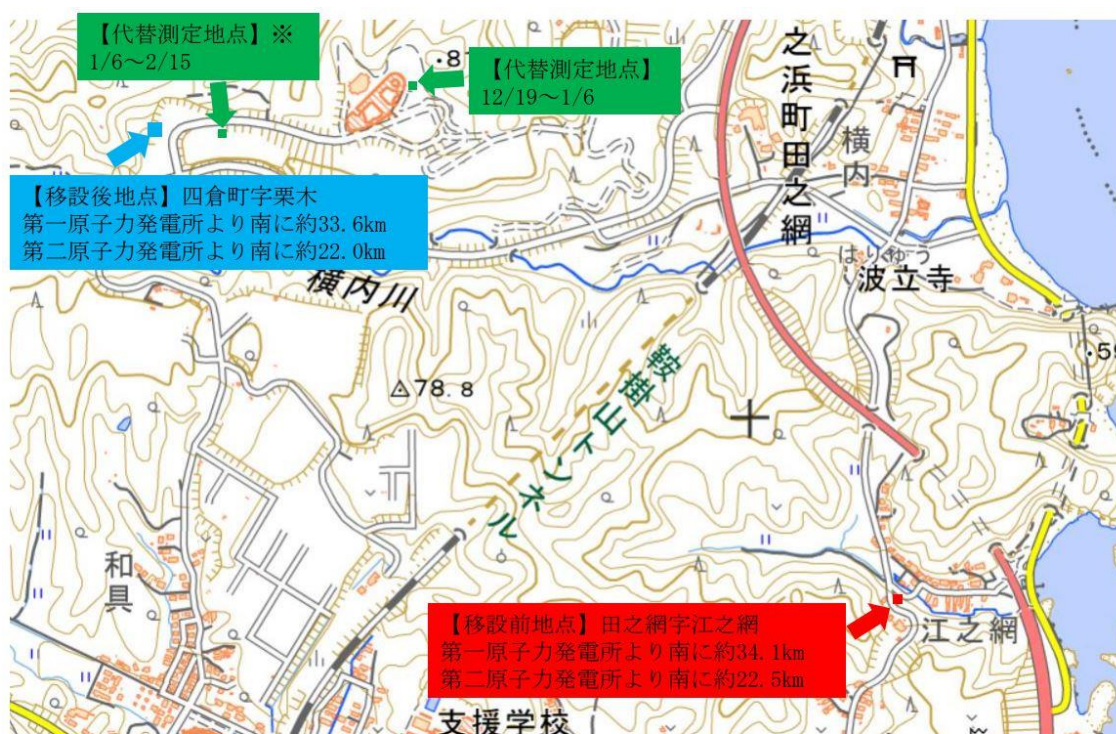 【代替測定地点】※
1/6～2/15
【代替測定地点】
12/19～1/6
【移設後地点】四倉町字栗木
第一原子力発電所より南に約33.6km
第二原子力発電所より南に約22.0km
之浜町田之網
横内
はりゅう
波立寺
横内川
78.8
鞍掛山トンネル
和具
【移設前地点】田之網字江之網
第一原子力発電所より南に約34.1km
第二原子力発電所より南に約22.5km
江之網
支援学校